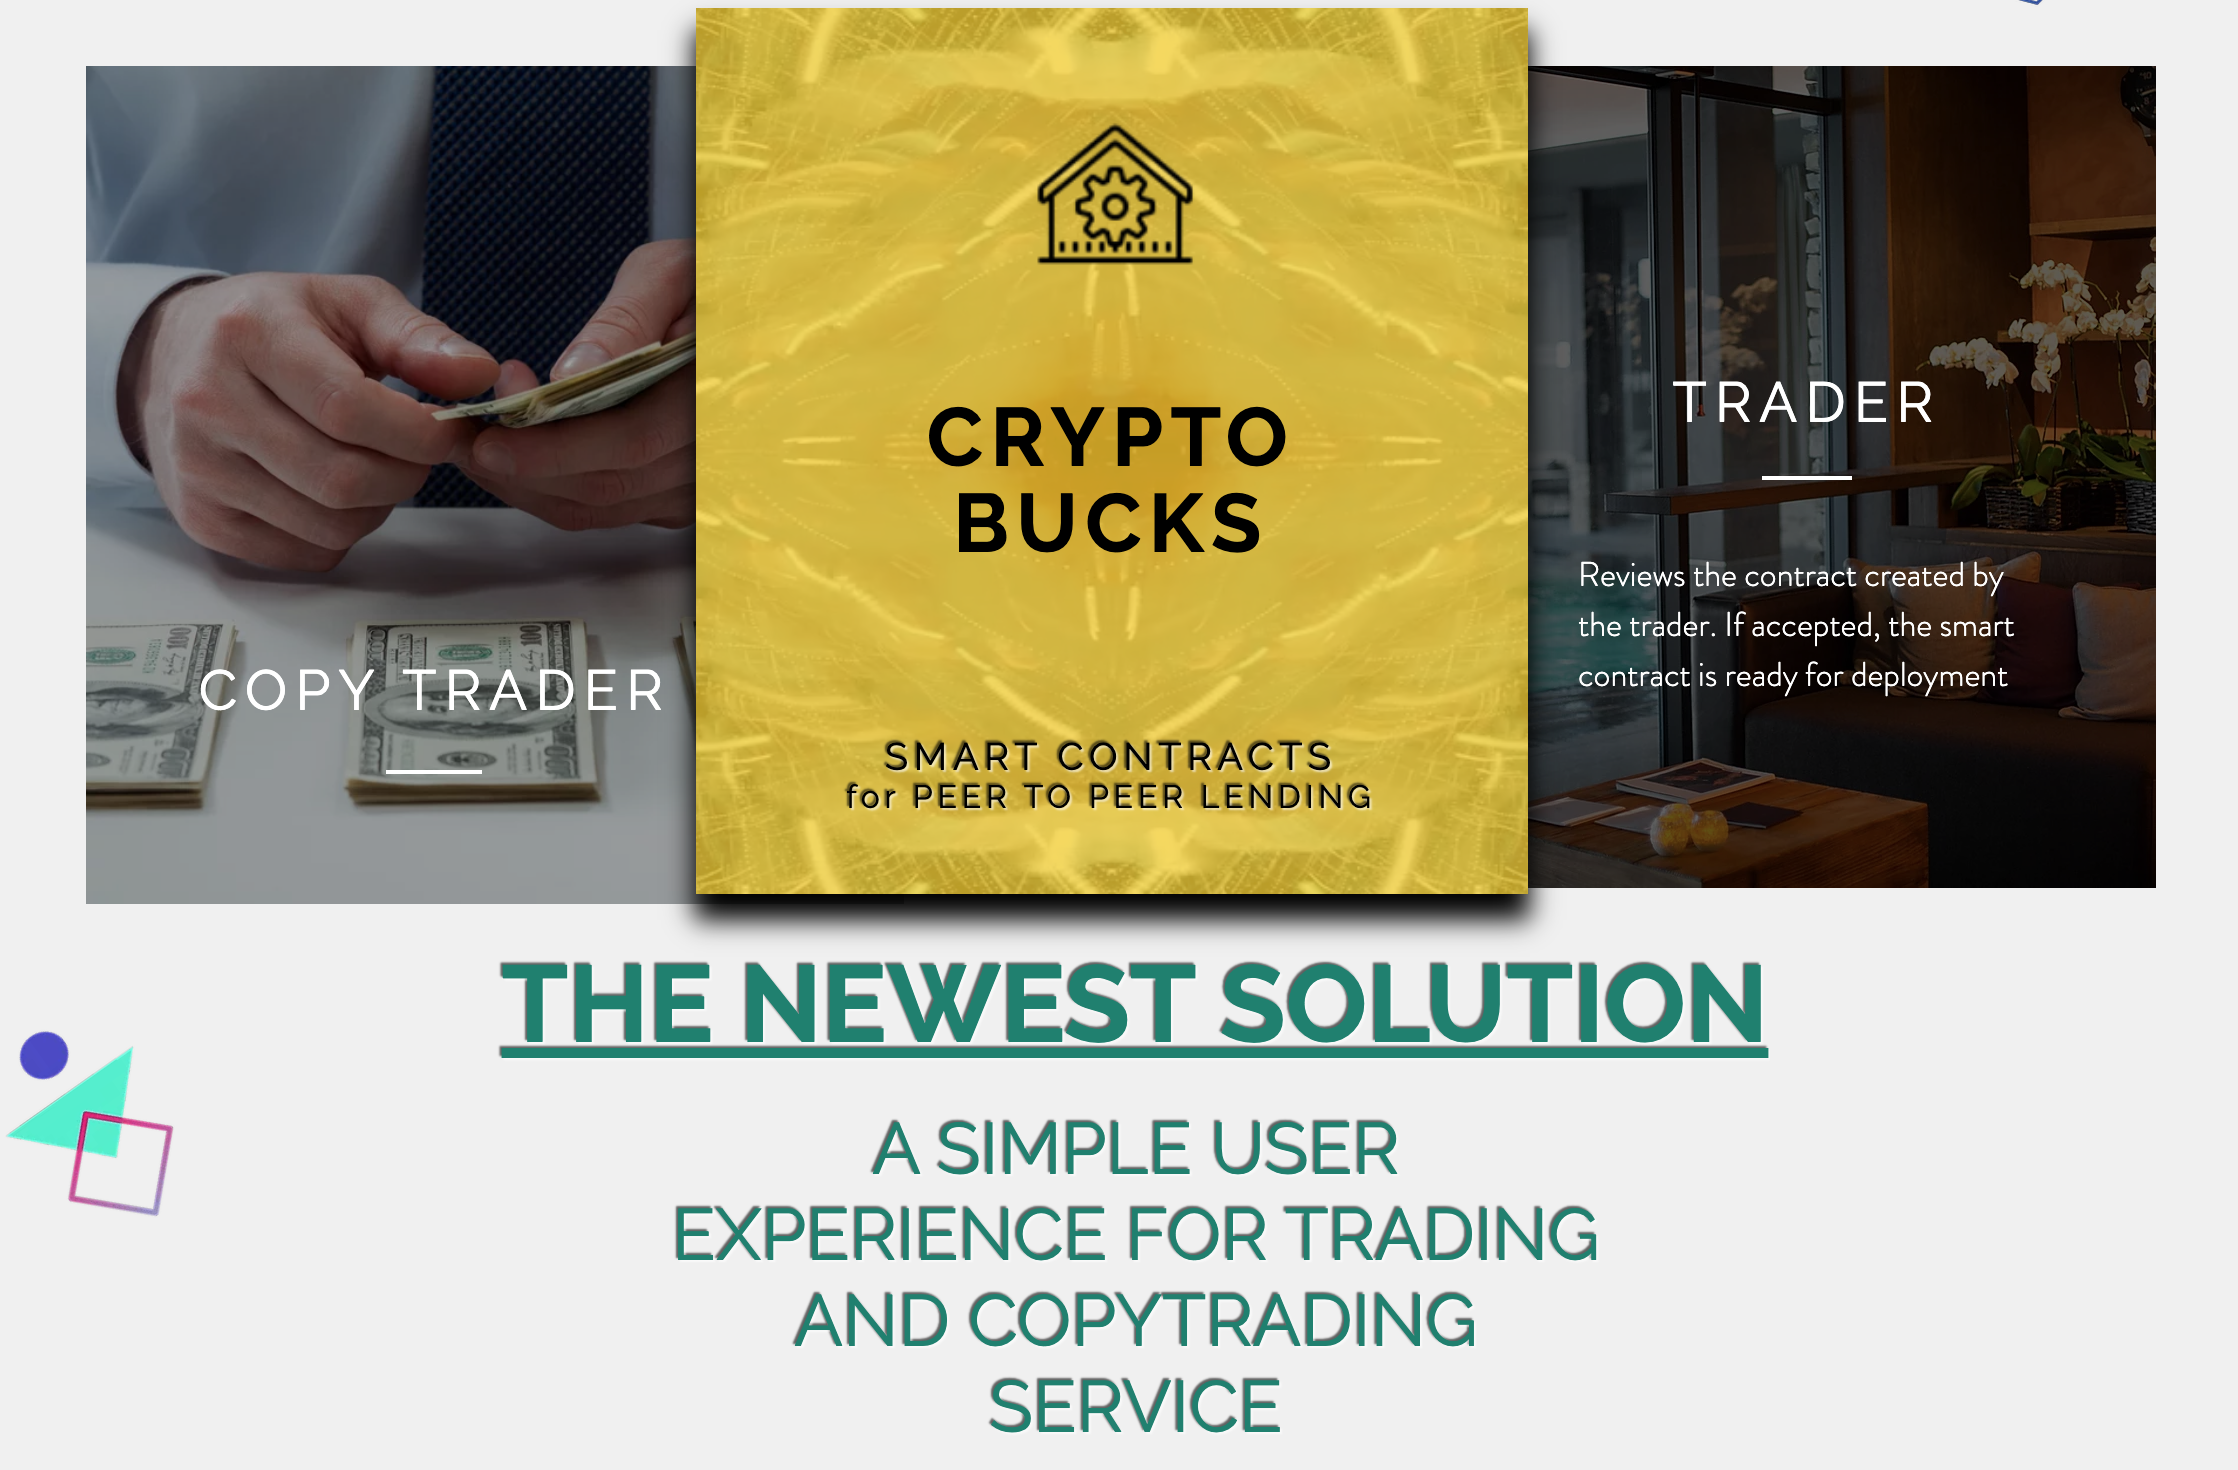 COPY TRADER
CRYPTO
BUCKS
SMART CONTRACTS
for PEER TO PEER LENDING
TRADER
Reviews the contract created by
the trader. If accepted, the smart
contract is ready for deployment
THE NEWEST SOLUTION
A SIMPLE USER
EXPERIENCE FOR TRADING
AND COPYTRADING
SERVICE